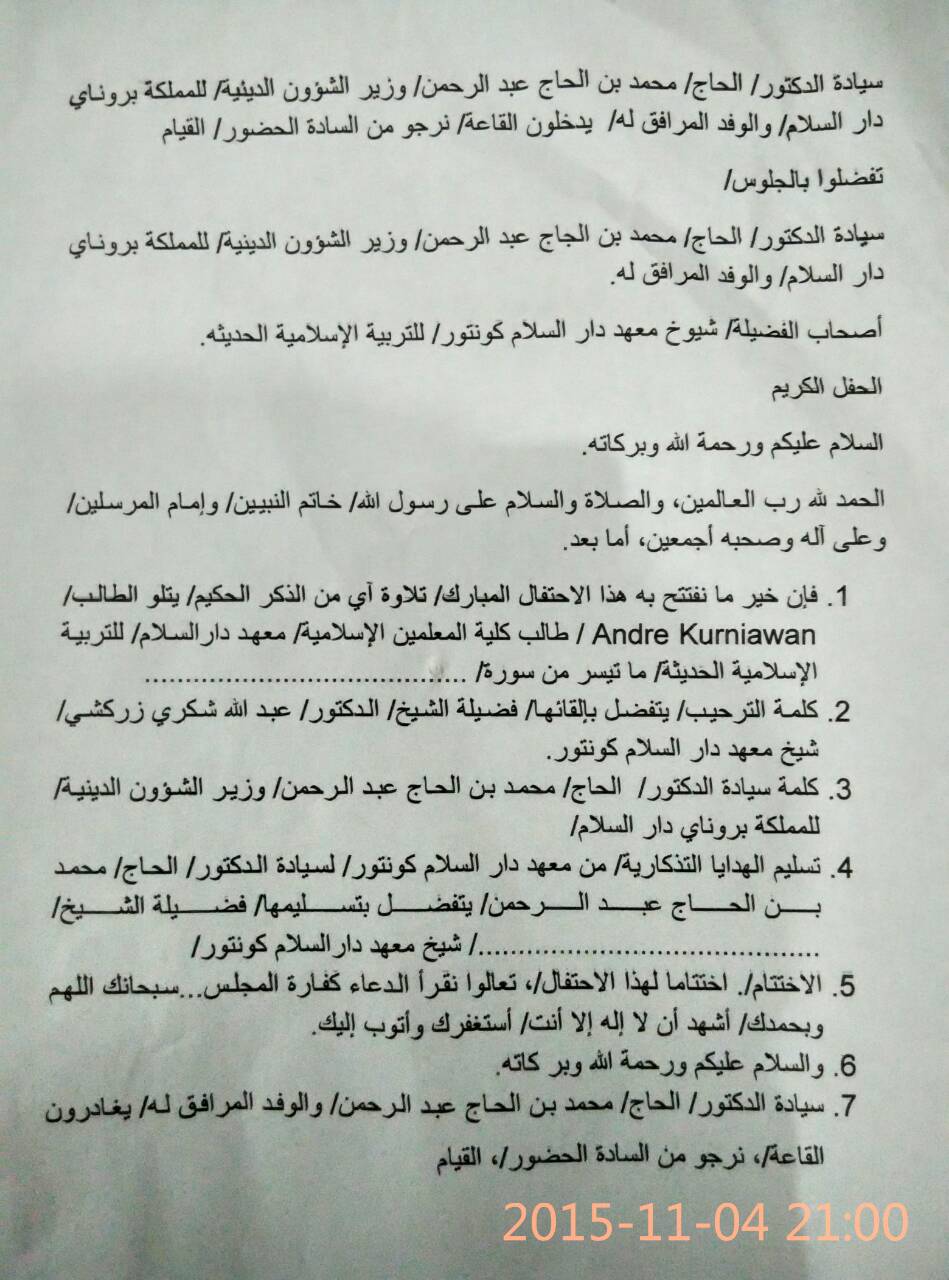 سيادة الدكتور/ الحاج/ محمد بن الحاج عبد الرحمن/ وزير الشؤون الدينية/ للمملكة بروناي
دار السلام/ والوفد المرافق له/ يدخلون القاعة/ نرجو من السادة الحضور/ القيام
تفضلوا بالجلوس/
سيادة الدكتور/ الحاج/ محمد بن الجاج عبد الرحمن/ وزير الشؤون الدينية/ للمملكة بروناي
دار السلام/ والوفد المرافق له.
أصحاب الفضيلة/ شيوخ معهد دار السلام كونتور/ للتربية الإسلامية الحديثه.
الحفل الكريم
السلام عليكم ورحمة الله وبركاته.
الحمد لله رب العالمين، والصلاة والسلام على رسول الله/ خاتم النبيين/ وإمام المرسلين/
وعلى آله وصحبه أجمعين، أما بعد.
1. فإن خير ما نفتتح به هذا الاحتفال المبارك/ تلاوة آي من الذكر الحكيم/ يتلو الطالب/
Andre Kurniawan / طالب كلية المعلمين الإسلامية/ معهد دارالسلام/ للتربية
الإسلامية الحديثة/ ما تيسر من سورة/ .......................................
2. كلمة الترحيب/ يتفضل بإلقائها/ فضيلة الشيخ/ الدكتور/ عبد الله شكري زركشي/
شيخ معهد دار السلام كونتور.
3. كلمة سيادة الدكتور/ الحاج/ محمد بن الحاج عبد الرحمن/ وزير الشؤون الدينية/
للمملكة بروناي دار السلام/
4. تسليم الهدايا التذكارية/ من معهد دار السلام كونتور/ لسيادة الدكتور/ الحاج/ محمد
بن الحاج عبد الرحمن/ يتفضل بتسليمها/ فضيلة الشيخ/
........................................./ شيخ معهد دارالسلام كونتور/
5. الاختتام/. اختتاما لهذا الاحتفال/، تعالوا نقرأ الدعاء كفارة المجلس...سبحانك اللهم
وبحمدك/ أشهد أن لا إله إلا أنت/ أستغفرك وأتوب إليك.
6. والسلام عليكم ورحمة الله وبر كاته.
7. سيادة الدكتور/ الحاج/ محمد بن الحاج عبد الرحمن/ والوفد المرافق له/ يغادرون
القاعة/، نرجو من السادة الحضور/، القيام
2015-11-04 21:00